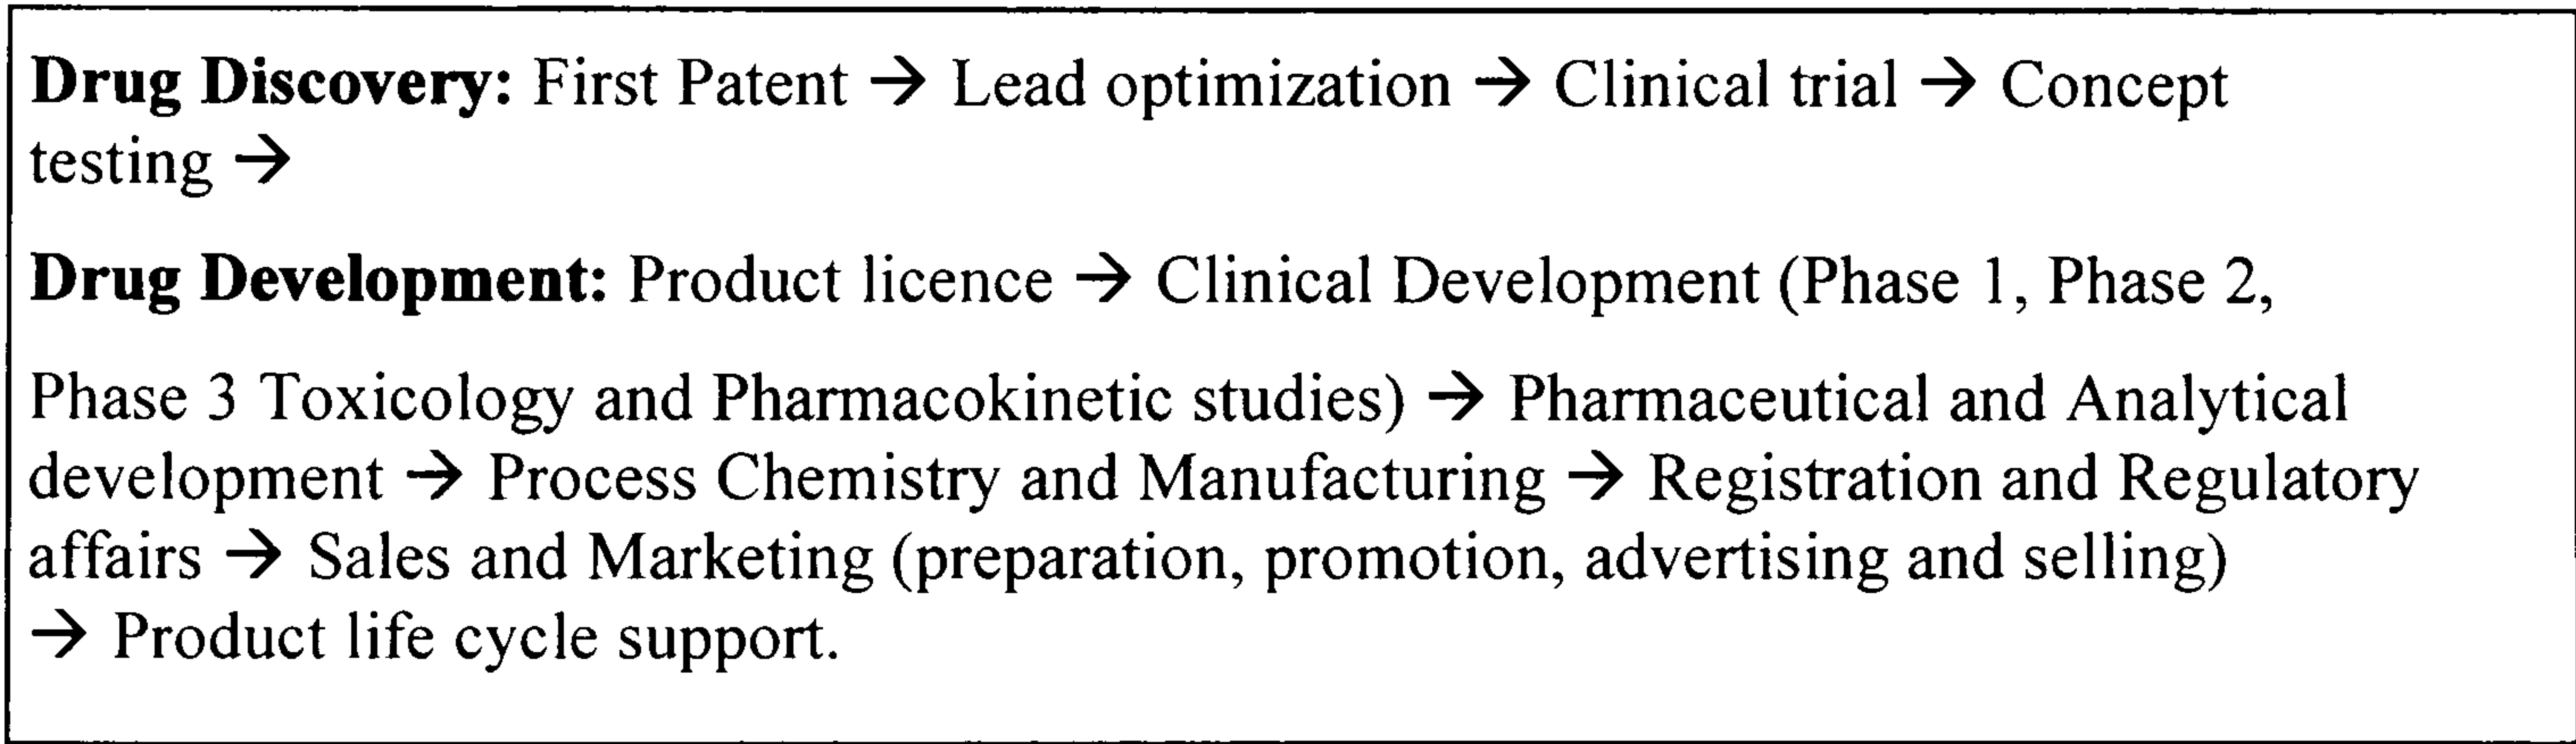 Drug Discovery: First Patent → Lead optimization → Clinical trial → Concept
testing →
Drug Development: Product licence → Clinical Development (Phase 1, Phase 2,
Phase 3 Toxicology and Pharmacokinetic studies) → Pharmaceutical and Analytical
development → Process Chemistry and Manufacturing → Registration and Regulatory
affairs → Sales and Marketing (preparation, promotion, advertising and selling)
→ Product life cycle support.